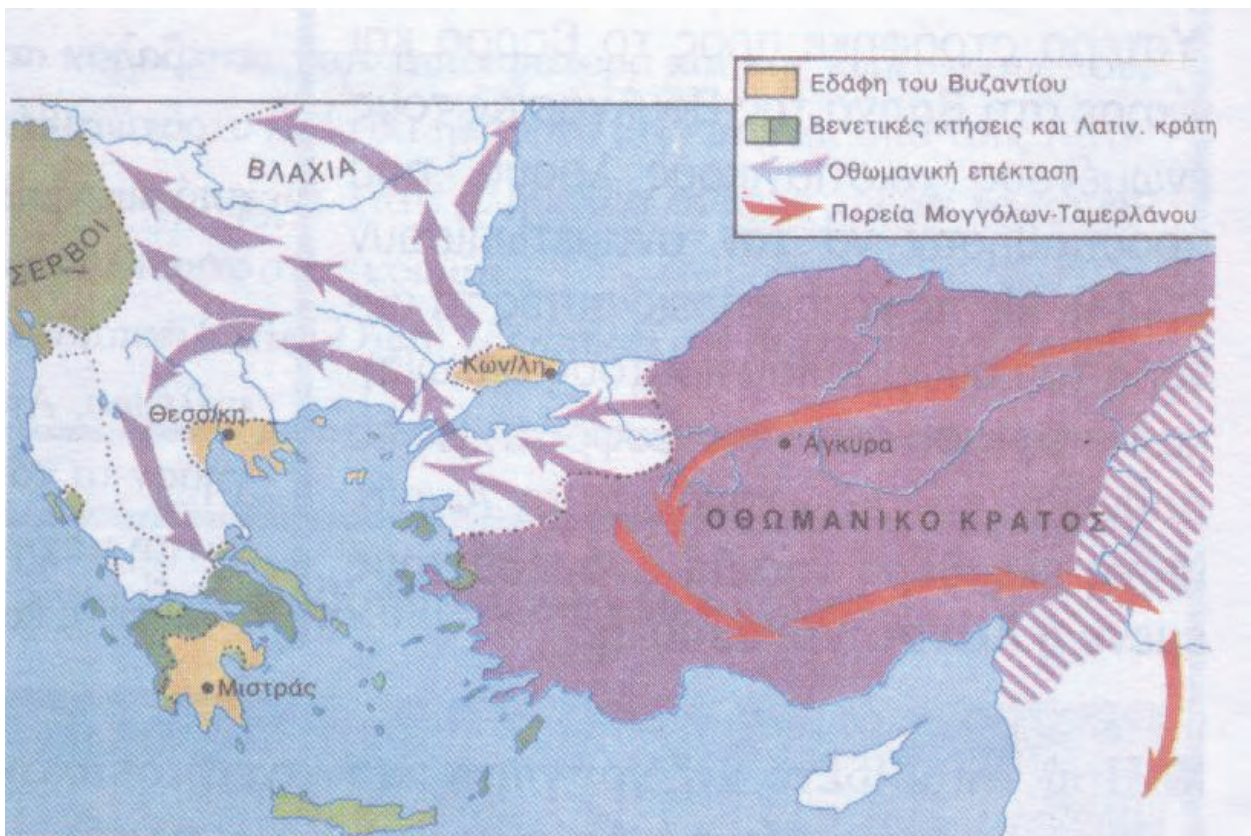 Εδάφη του Βυζαντίου
Βενετικές κτήσεις και Λατιν. κράτη
Οθωμανική επέκταση
Πορεία Μογγόλων-Ταμερλάνου
ΒΛΑΧΙΑ
ΣΕΡΒΟΙ
Κων/λη
Θεσσ/κη
Άγκυρα
ΟΘΩΜΑΝΙΚΟ ΚΡΑΤΟΣ
Μιστράς